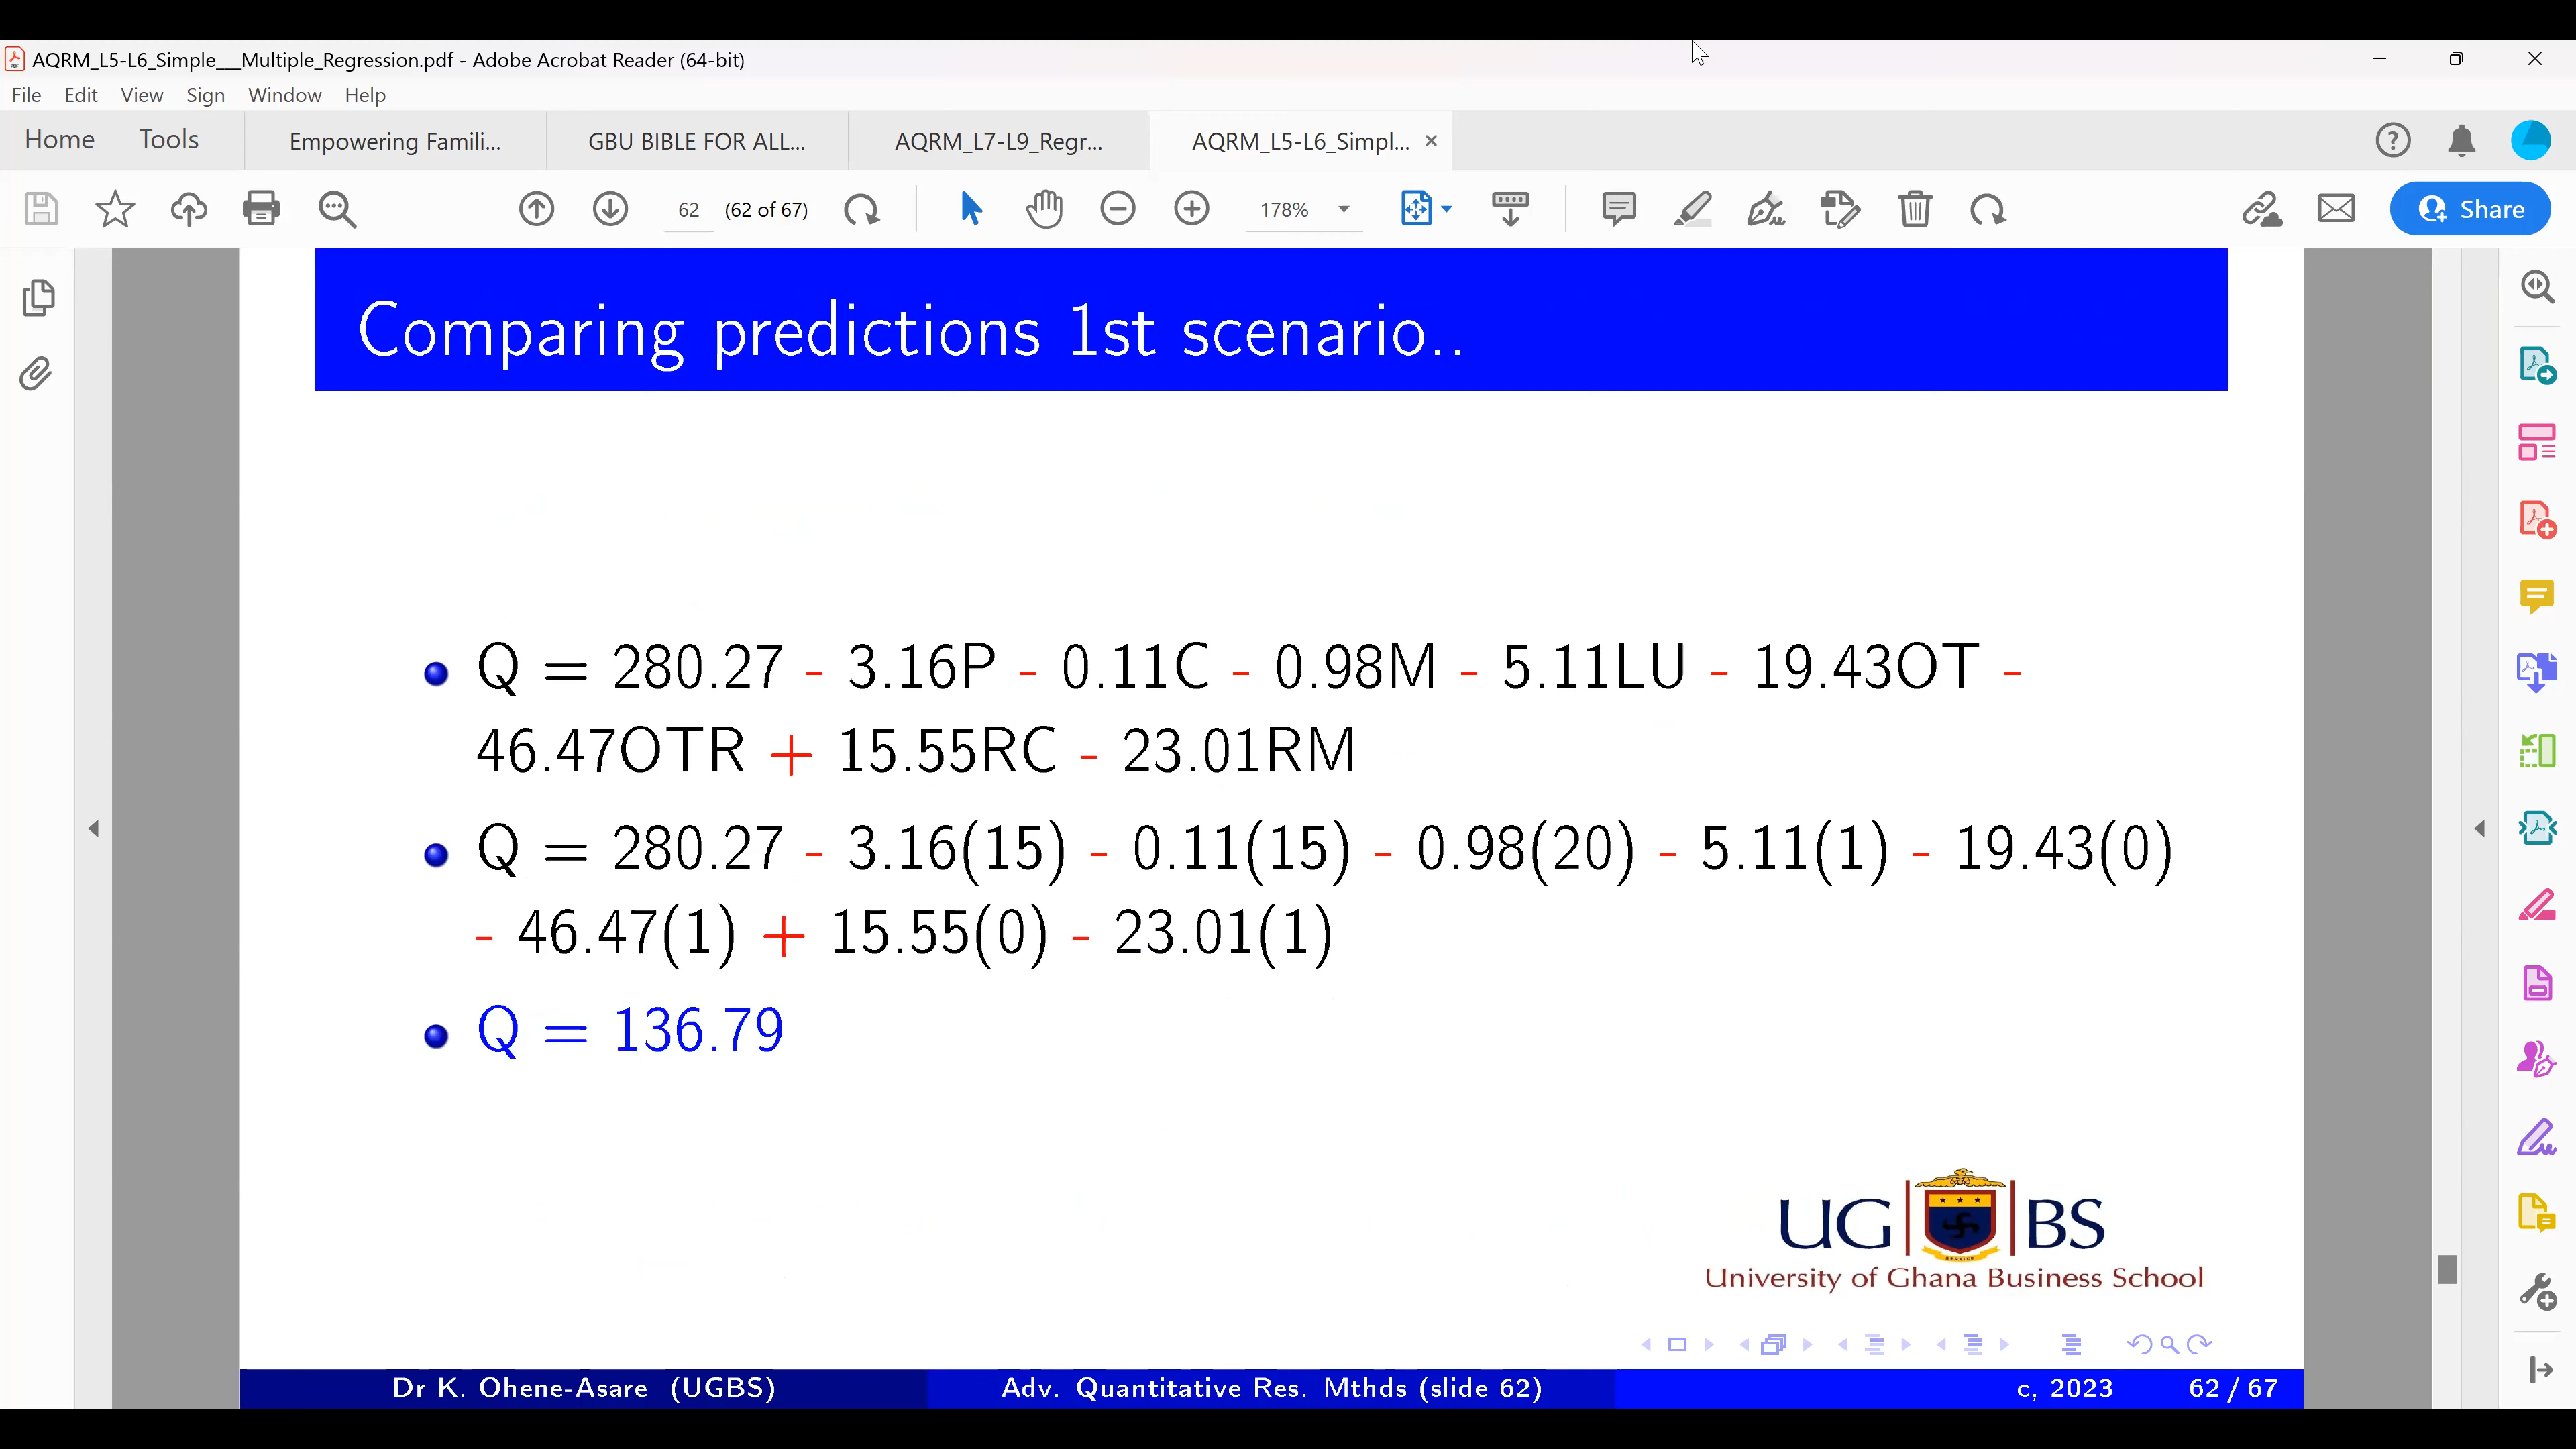 AQRM_L5-L6_Simple___Multiple_Regression.pdf - Adobe Acrobat Reader (64-bit)
File Edit View Sign Window Help
Home Tools Empowering Famili... GBU BIBLE FOR ALL... AQRM_L7-L9_Regr... AQRM_L5-L6_Simpl...
62 (62 of 67) 178% Share
Comparing predictions 1st scenario..
Q = 280.27 - 3.16P - 0.11C - 0.98M - 5.11LU - 19.43OT -
46.47OTR + 15.55RC - 23.01RM
Q = 280.27 - 3.16(15) - 0.11(15) - 0.98(20) - 5.11(1) - 19.43(0)
- 46.47(1) + 15.55(0) - 23.01(1)
Q = 136.79
UG BS
University of Ghana Business School
Dr K. Ohene-Asare (UGBS) Adv. Quantitative Res. Mthds (slide 62) c, 2023 62 / 67